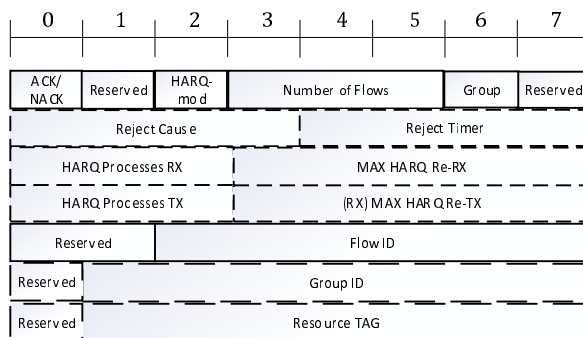 0 1 2 3 4 5 6 7
ACK/ NACK Reserved HARQ- mod Number of Flows Group Reserved
Reject Cause Reject Timer
HARQ Processes RX MAX HARQ Re-RX
HARQ Processes TX (RX) MAX HARQ Re-TX
Reserved Flow ID
Reserved Group ID
Reserved Resource TAG